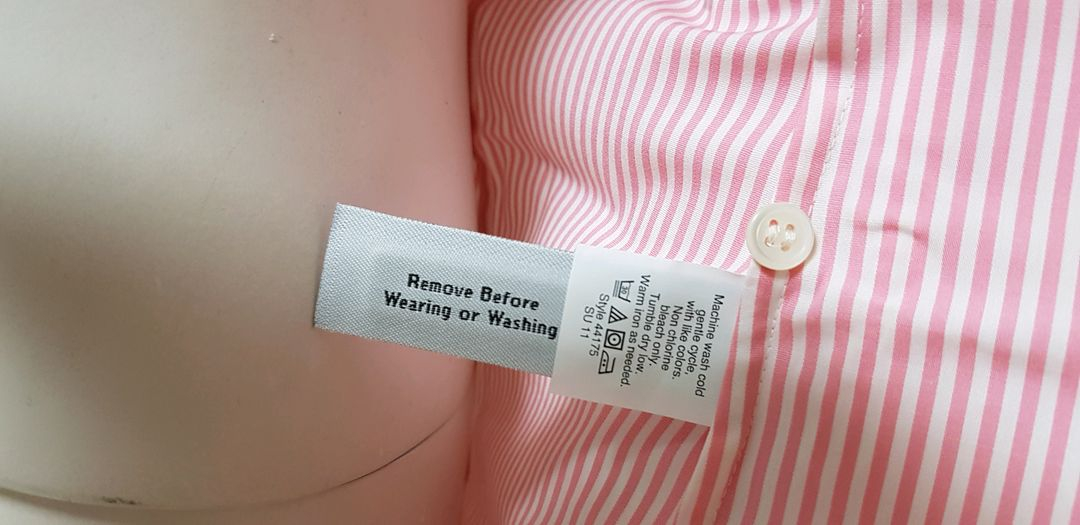 Remove Before
Wearing or Washing
Machine wash cold
gentle cycle,
with like colors.
Non chlorine
bleach only.
Tumble dry low.
Warm iron as needed.
30
Style 44175
SU 11